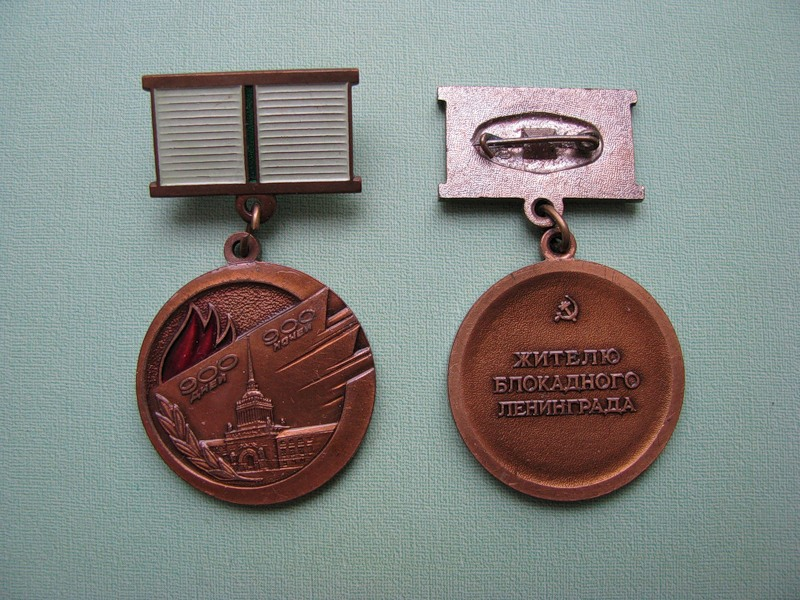 900
ДНЕЙ
900
НОЧЕЙ
ЖИТЕЛЮ
БЛОКАДНОГО
ЛЕНИНГРАДА